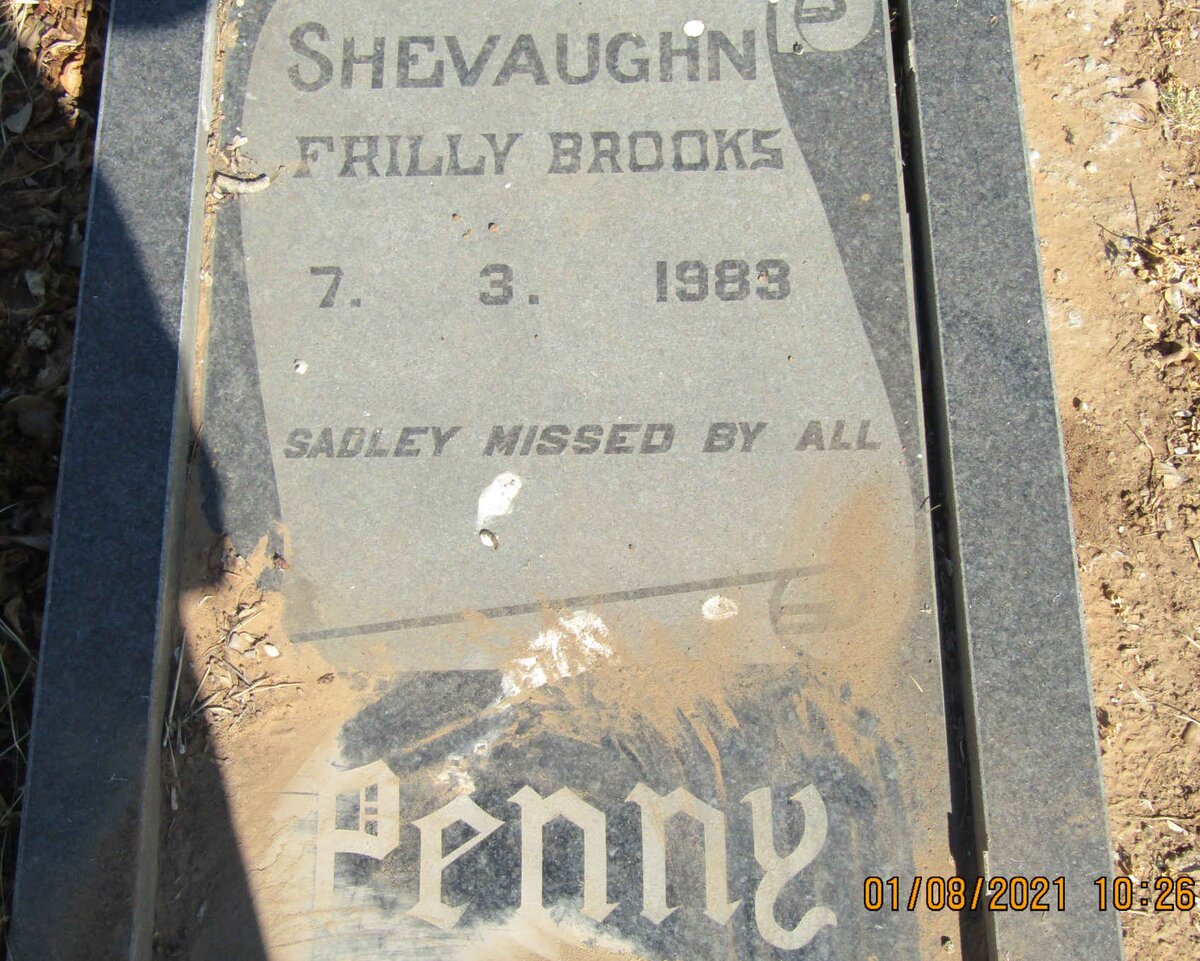 SHEVAUGHN
FRILLY BROOKS
7. 3. 1983
SADLEY MISSED BY ALL
Penny
01/08/2021 10:26